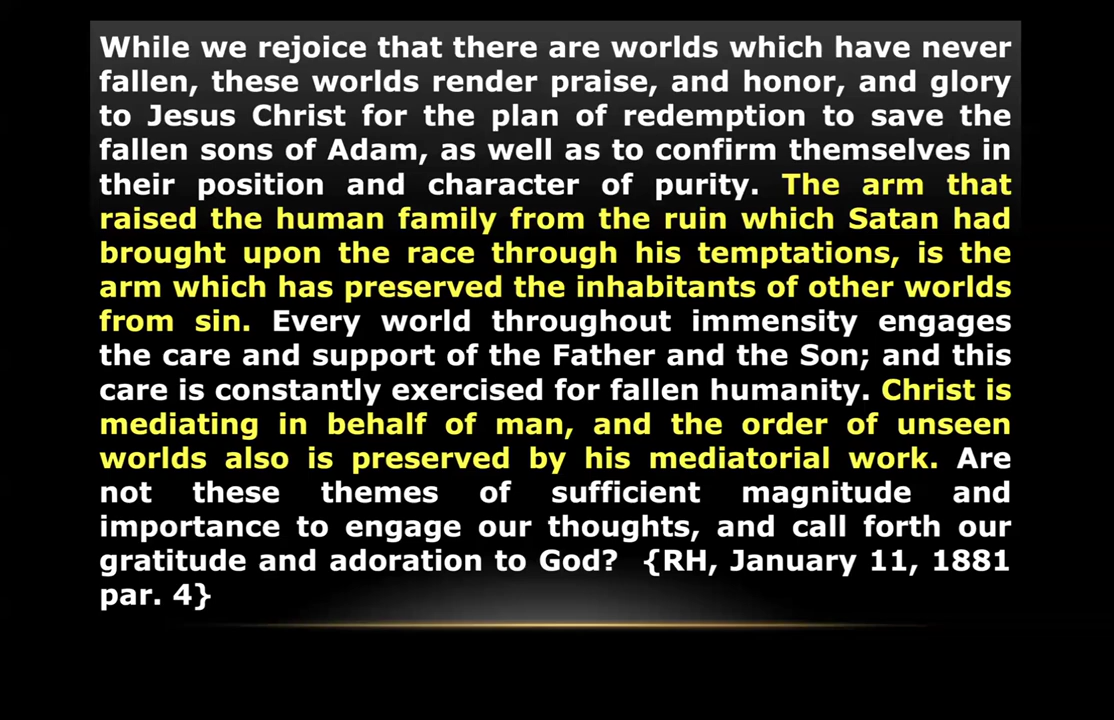 While we rejoice that there are worlds which have never
fallen, these worlds render praise, and honor, and glory
to Jesus Christ for the plan of redemption to save the
fallen sons of Adam, as well as to confirm themselves in
their position and character of purity. The arm that
raised the human family from the ruin which Satan had
brought upon the race through his temptations, is the
arm which has preserved the inhabitants of other worlds
from sin. Every world throughout immensity engages
the care and support of the Father and the Son; and this
care is constantly exercised for fallen humanity. Christ is
mediating in behalf of man, and the order of unseen
worlds also is preserved by his mediatorial work. Are
not these themes of sufficient magnitude and
importance to engage our thoughts, and call forth our
gratitude and adoration to God? {RH, January 11, 1881
par. 4}